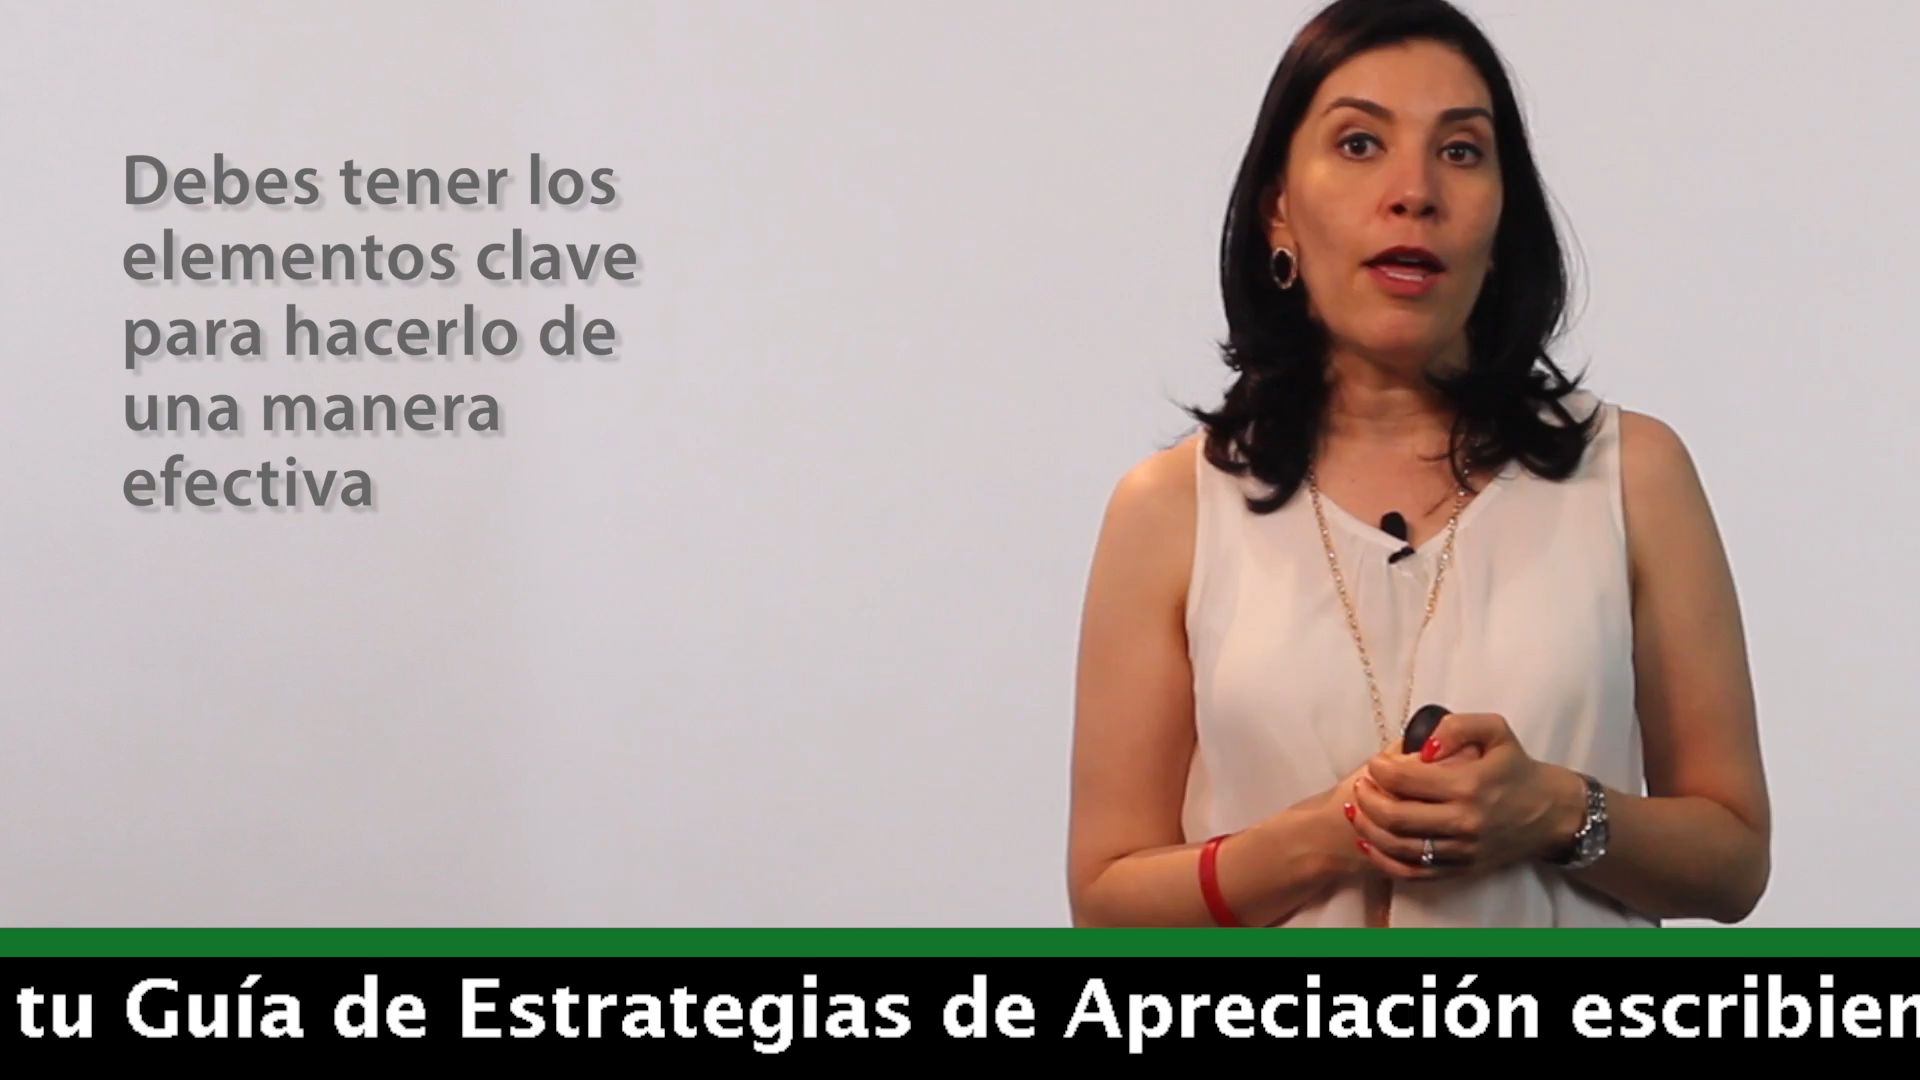 Debes tener los
elementos clave
para hacerlo de
una manera
efectiva
tu Guía de Estrategias de Apreciación escribien